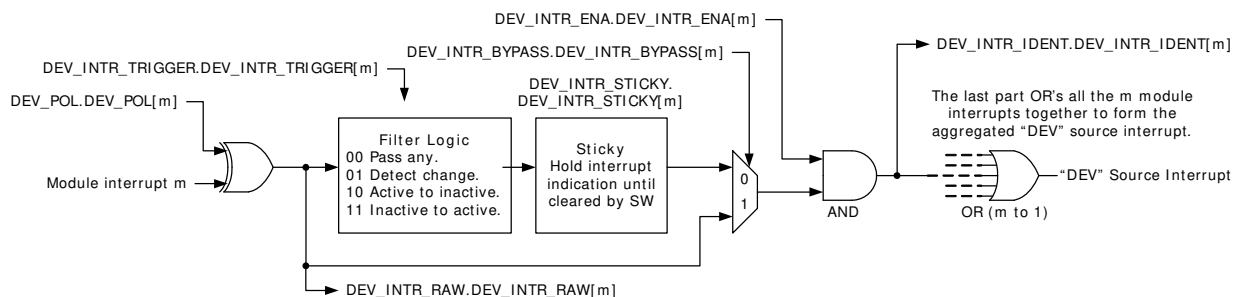 DEV_INTR_ENA.DEV_INTR_ENA[m]
DEV_INTR_BYPASS.DEV_INTR_BYPASS[m]
DEV_INTR_IDENT.DEV_INTR_IDENT[m]
DEV_INTR_TRIGGER.DEV_INTR_TRIGGER[m]
DEV_INTR_STICKY.
DEV_INTR_STICKY[m]
DEV_POL.DEV_POL[m]
The last part OR's all the m module
interrupts together to form the
aggregated “DEV” source interrupt.
Filter Logic
00 Pass any.
01 Detect change.
10 Active to inactive.
11 Inactive to active.
Sticky
Hold interrupt
indication until
cleared by SW
0
1
Module interrupt m
“DEV” Source Interrupt
AND
OR (m to 1)
DEV_INTR_RAW.DEV_INTR_RAW[m]